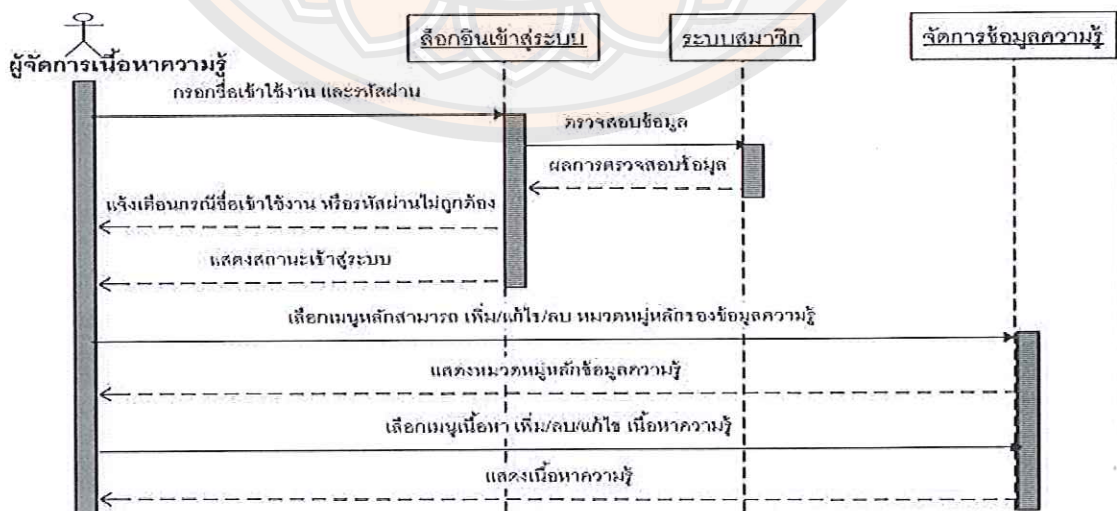 ล็อกอินเข้าสู่ระบบ
ระบบสมาชิก
จัดการข้อมูลความรู้
ผู้จัดการเนื้อหาความรู้
กรอกชื่อเข้าใช้งาน และรหัสผ่าน
ตรวจสอบข้อมูล
ผลการตรวจสอบข้อมูล
แจ้งเตือนกรณีชื่อเข้าใช้งาน หรือรหัสผ่านไม่ถูกต้อง
แสดงสถานะเข้าสู่ระบบ
เลือกเมนูหลักสามารถ เพิ่ม/แก้ไข/ลบ หมวดหมู่หลักของข้อมูลความรู้
แสดงหมวดหมู่หลักข้อมูลความรู้
เลือกเมนูเนื้อหา เพิ่ม/ลบ/แก้ไข เนื้อหาความรู้
แสดงเนื้อหาความรู้